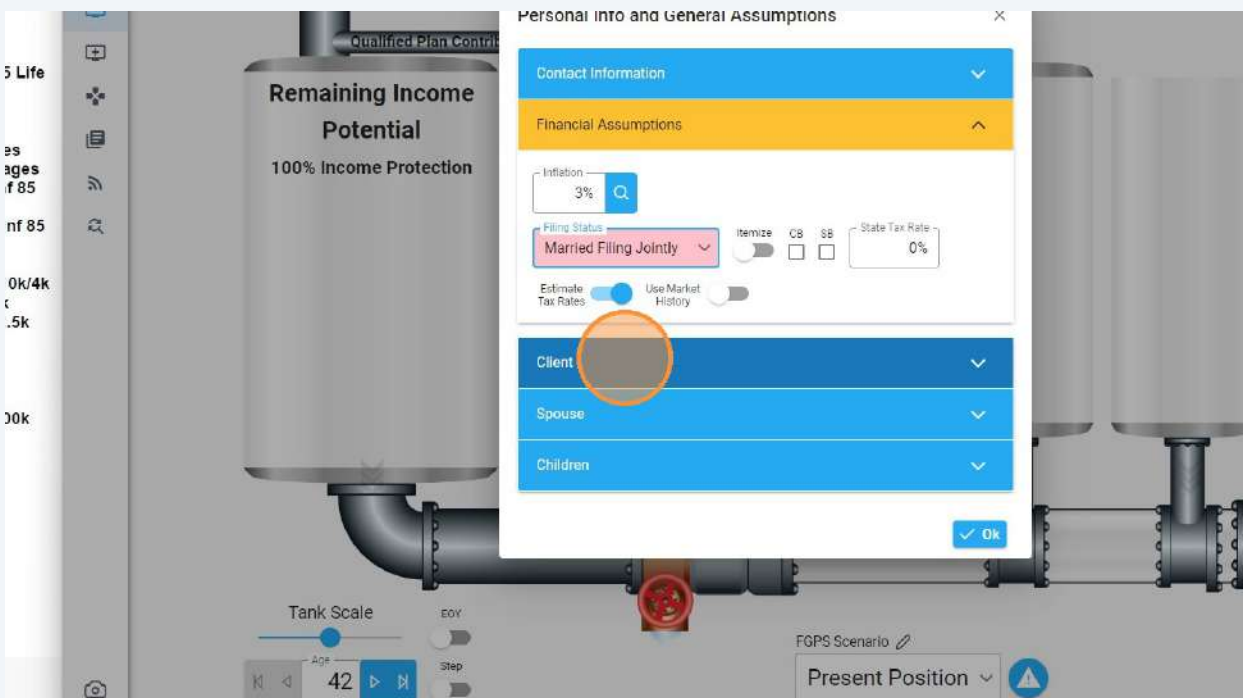 Personal Info and General Assumptions
Qualified Plan Contrib
5 Life
Contact Information
Remaining Income
Potential
100% Income Protection
Financial Assumptions
es
ages
nf 85
nf 85
0k/4k
.5k
00k
Inflation
3%
Filing Status
Married Filing Jointly
Itemize
CB
SB
State Tax Rate
0%
Estimate
Tax Rates
Use Market
History
Client
Spouse
Children
Ok
Tank Scale
EOY
Age
42
Step
FGPS Scenario
Present Position